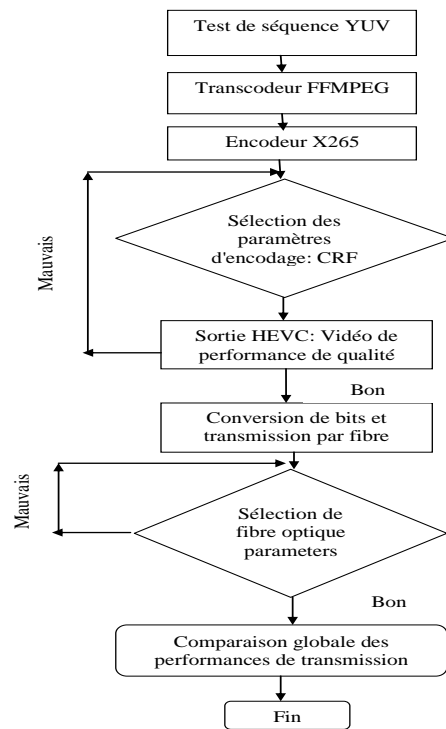 Test de séquence YUV
Transcodeur FFMPEG
Encodeur X265
Mauvais
Sélection des
paramètres
d'encodage: CRF
Sortie HEVC: Vidéo de
performance de qualité
Bon
Conversion de bits et
transmission par fibre
Mauvais
Sélection de
fibre optique
parameters
Bon
Comparaison globale des
performances de transmission
Fin